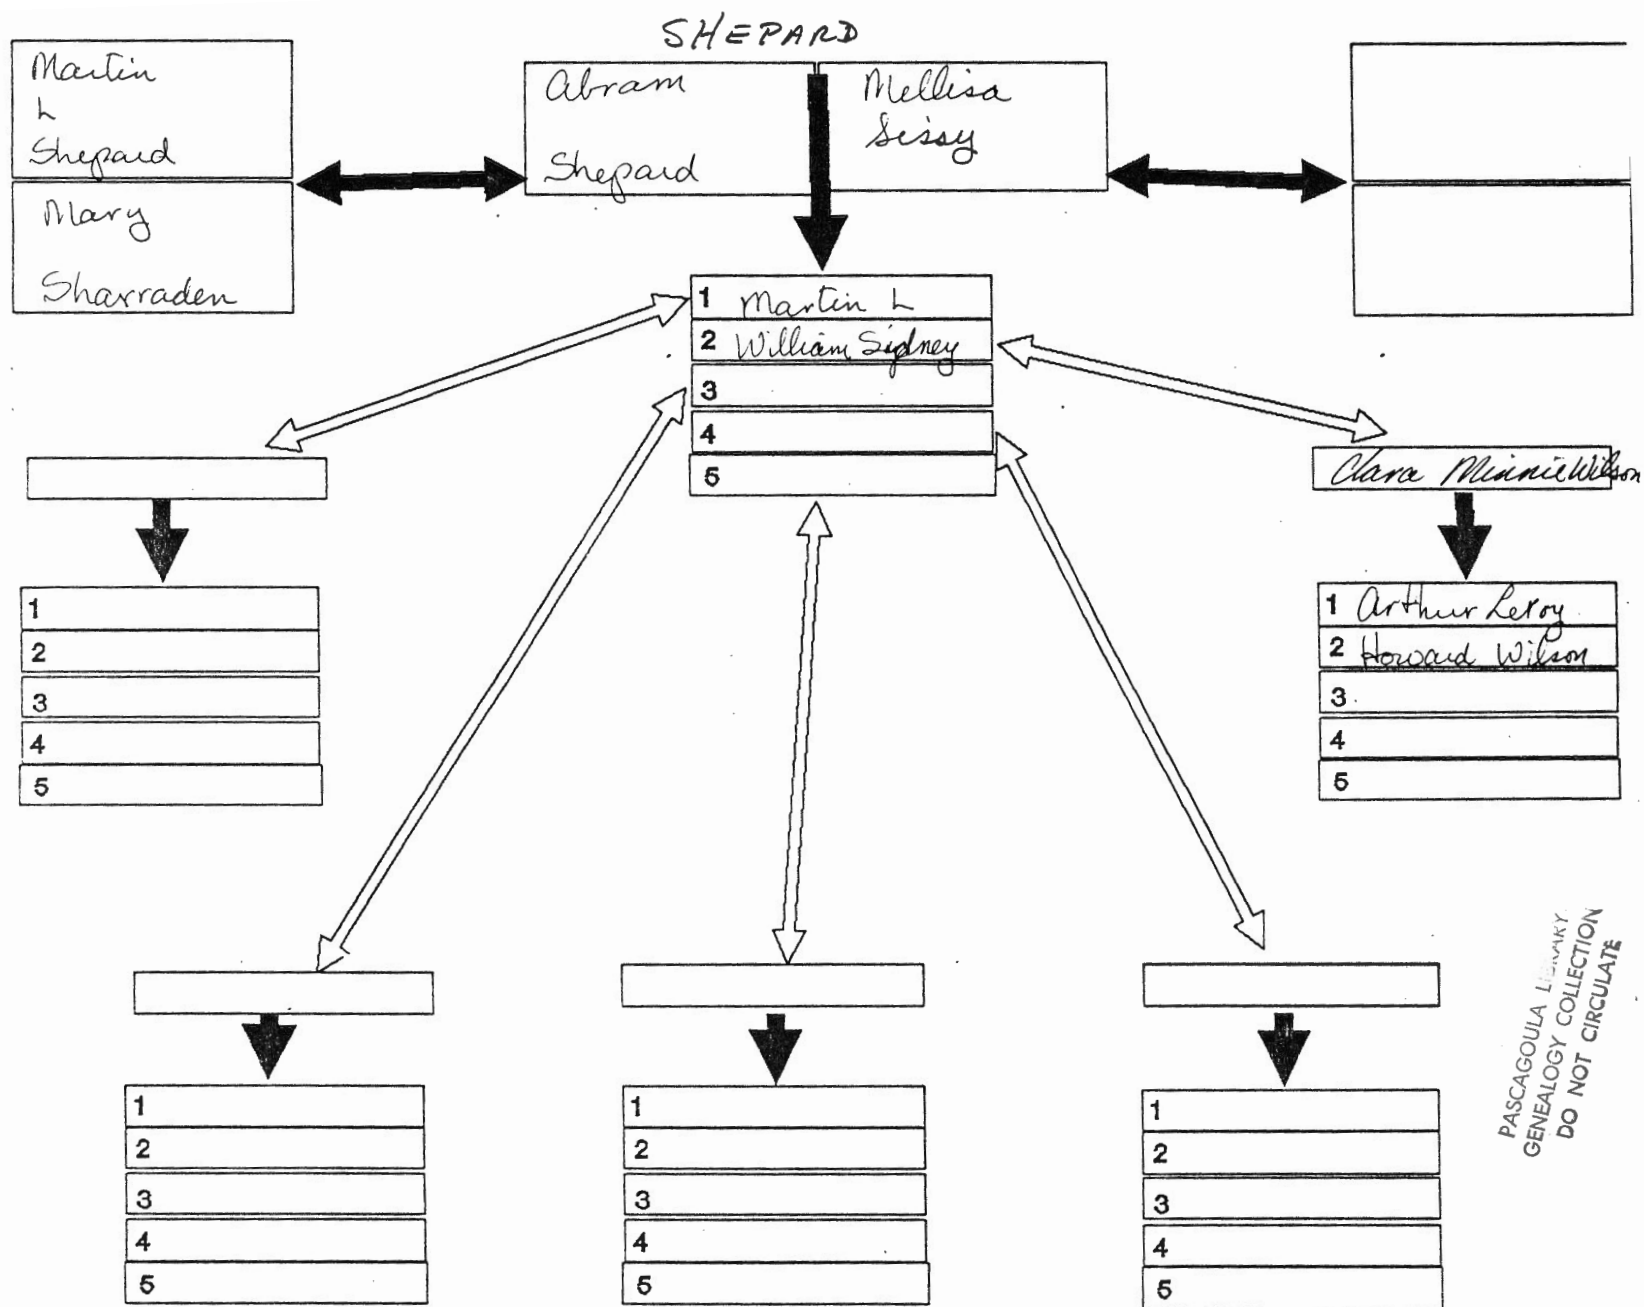 SHEPARD
Martin
L
Shepard
Mary
Sharraden
Abram
Shepard
Mellisa
Sissy
1 Martin L
2 William Sidney
3
4
5
Clara Minnie Wilson
1
2
3
4
5
1 Arthur Leroy
2 Howard Wilson
3
4
5
1
2
3
4
5
1
2
3
4
5
1
2
3
4
5
PASCAGOULA LIBRARY
GENEALOGY COLLECTION
DO NOT CIRCULATE